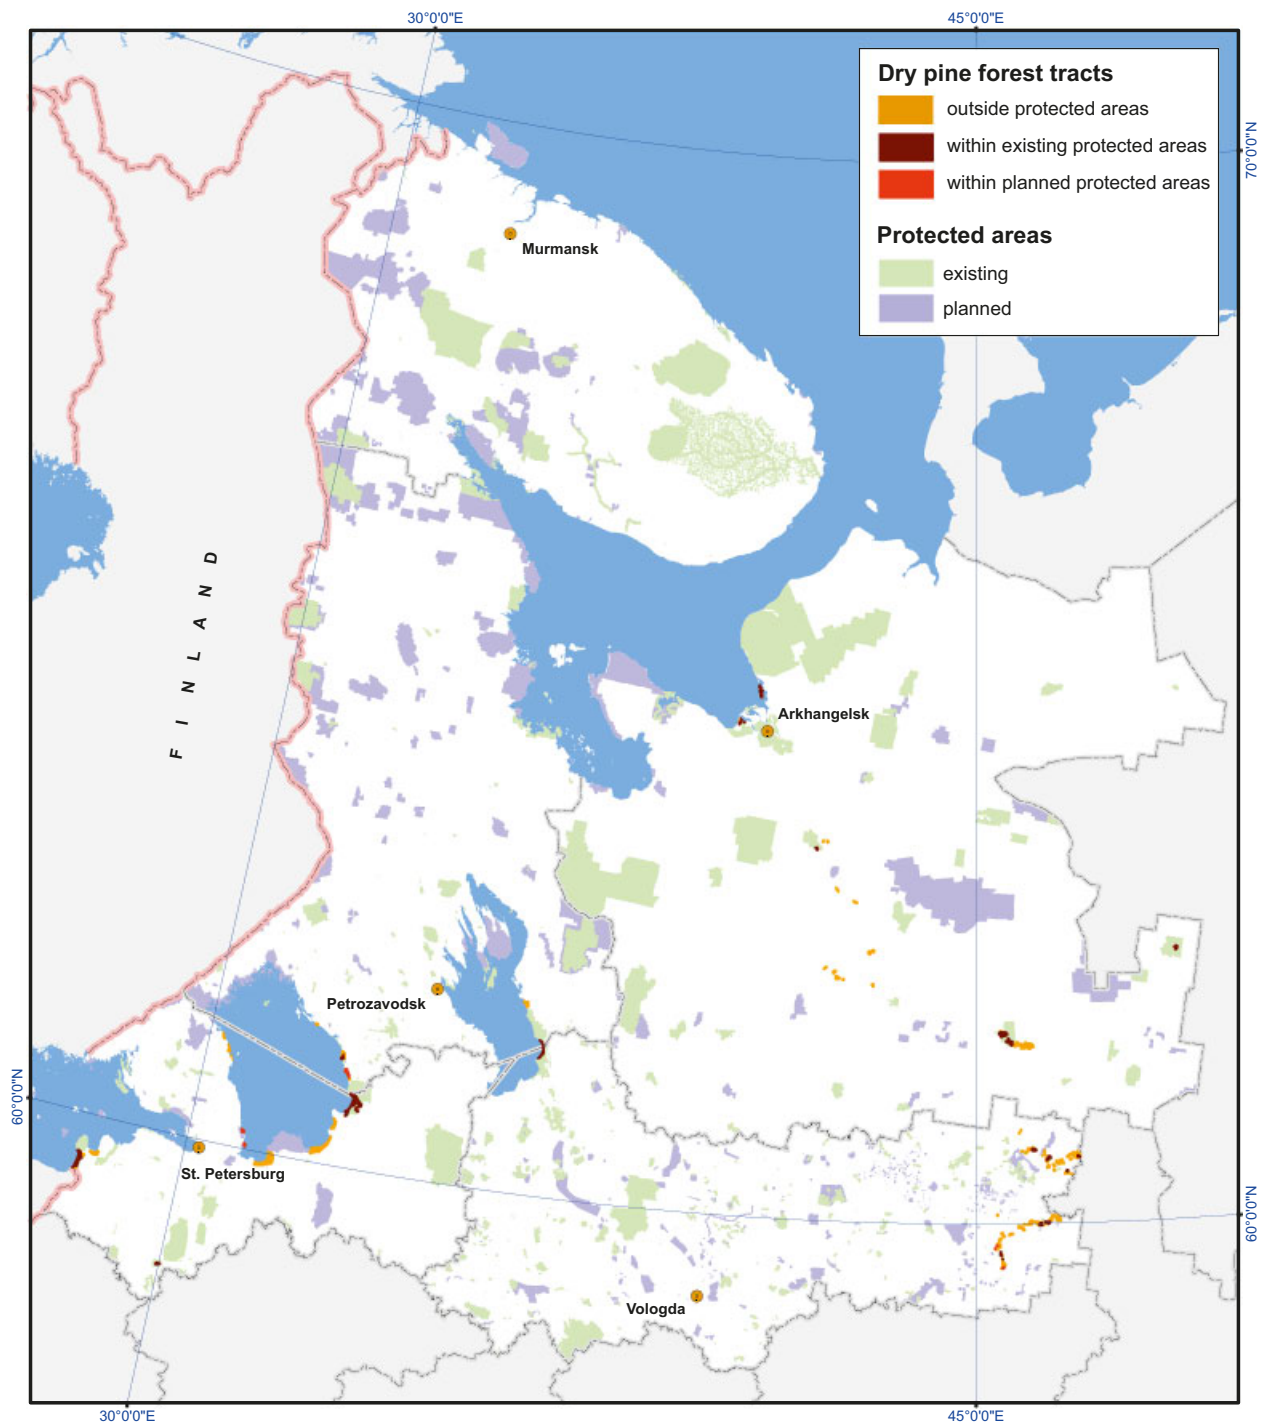 30°0'0"E
45°0'0"E
Dry pine forest tracts
outside protected areas
within existing protected areas
within planned protected areas
Protected areas
existing
planned
70°0'0"N
Murmansk
FINLAND
Arkhangelsk
Petrozavodsk
60°0'0"N
St. Petersburg
60°0'0"N
Vologda
30°0'0"E
45°0'0"E